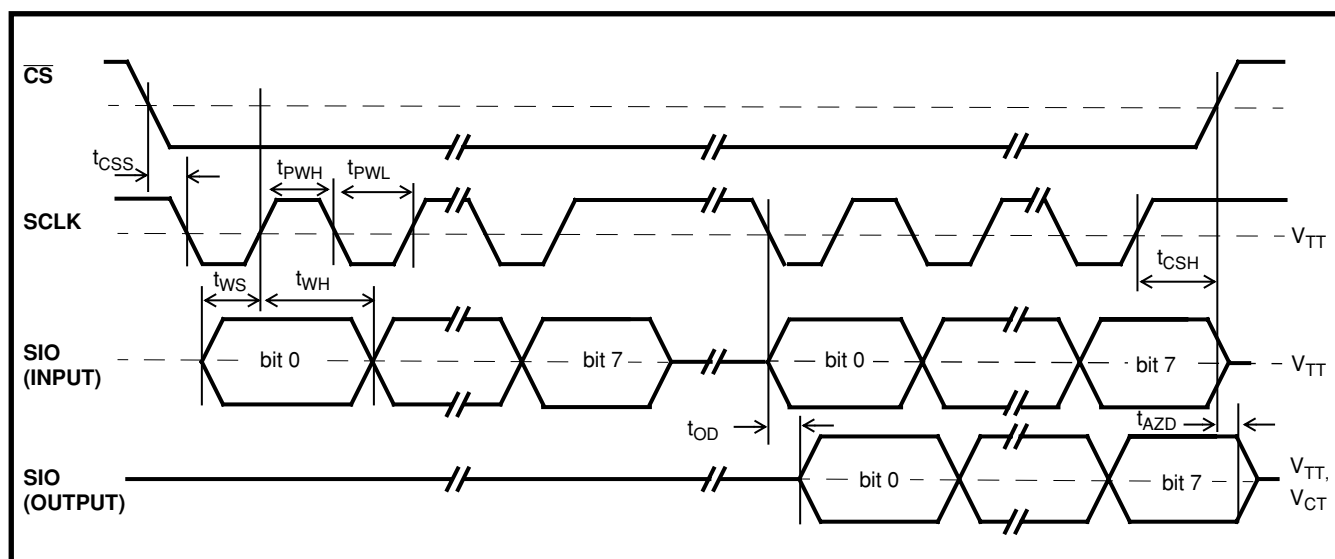 CS
tCSS
tPWH
tPWL
SCLK
VTT
tCSH
tWS
tWH
SIO
(INPUT)
bit 0
bit 7
bit 0
bit 7
VTT
tOD
tAZD
SIO
(OUTPUT)
bit 0
bit 7
VTT,
VCT